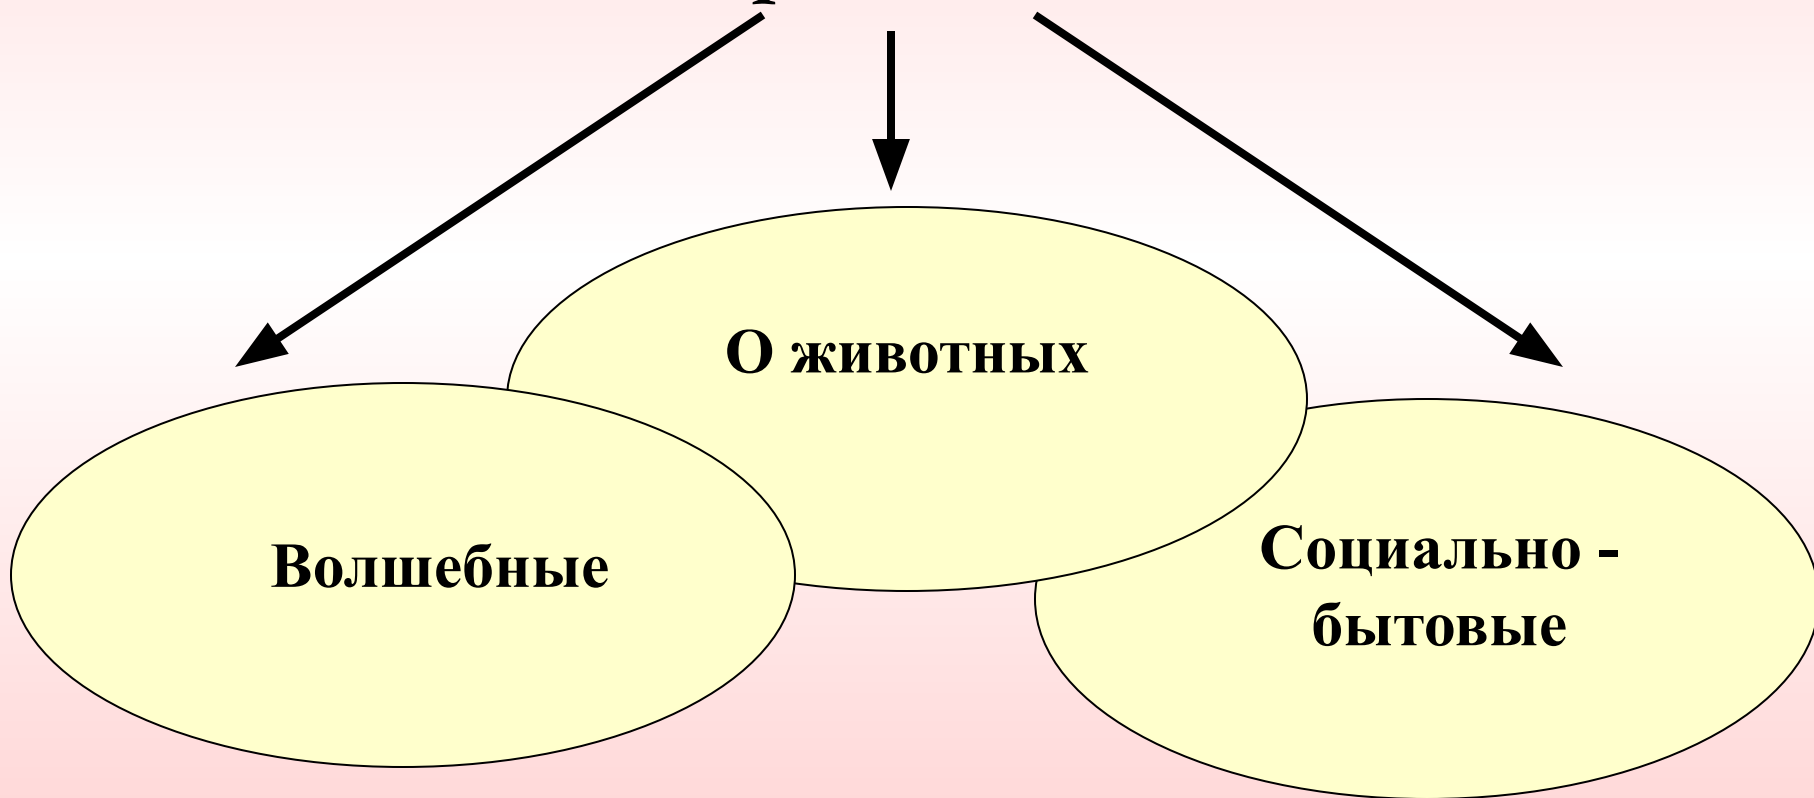 О животных
Волшебные
Социально -
бытовые